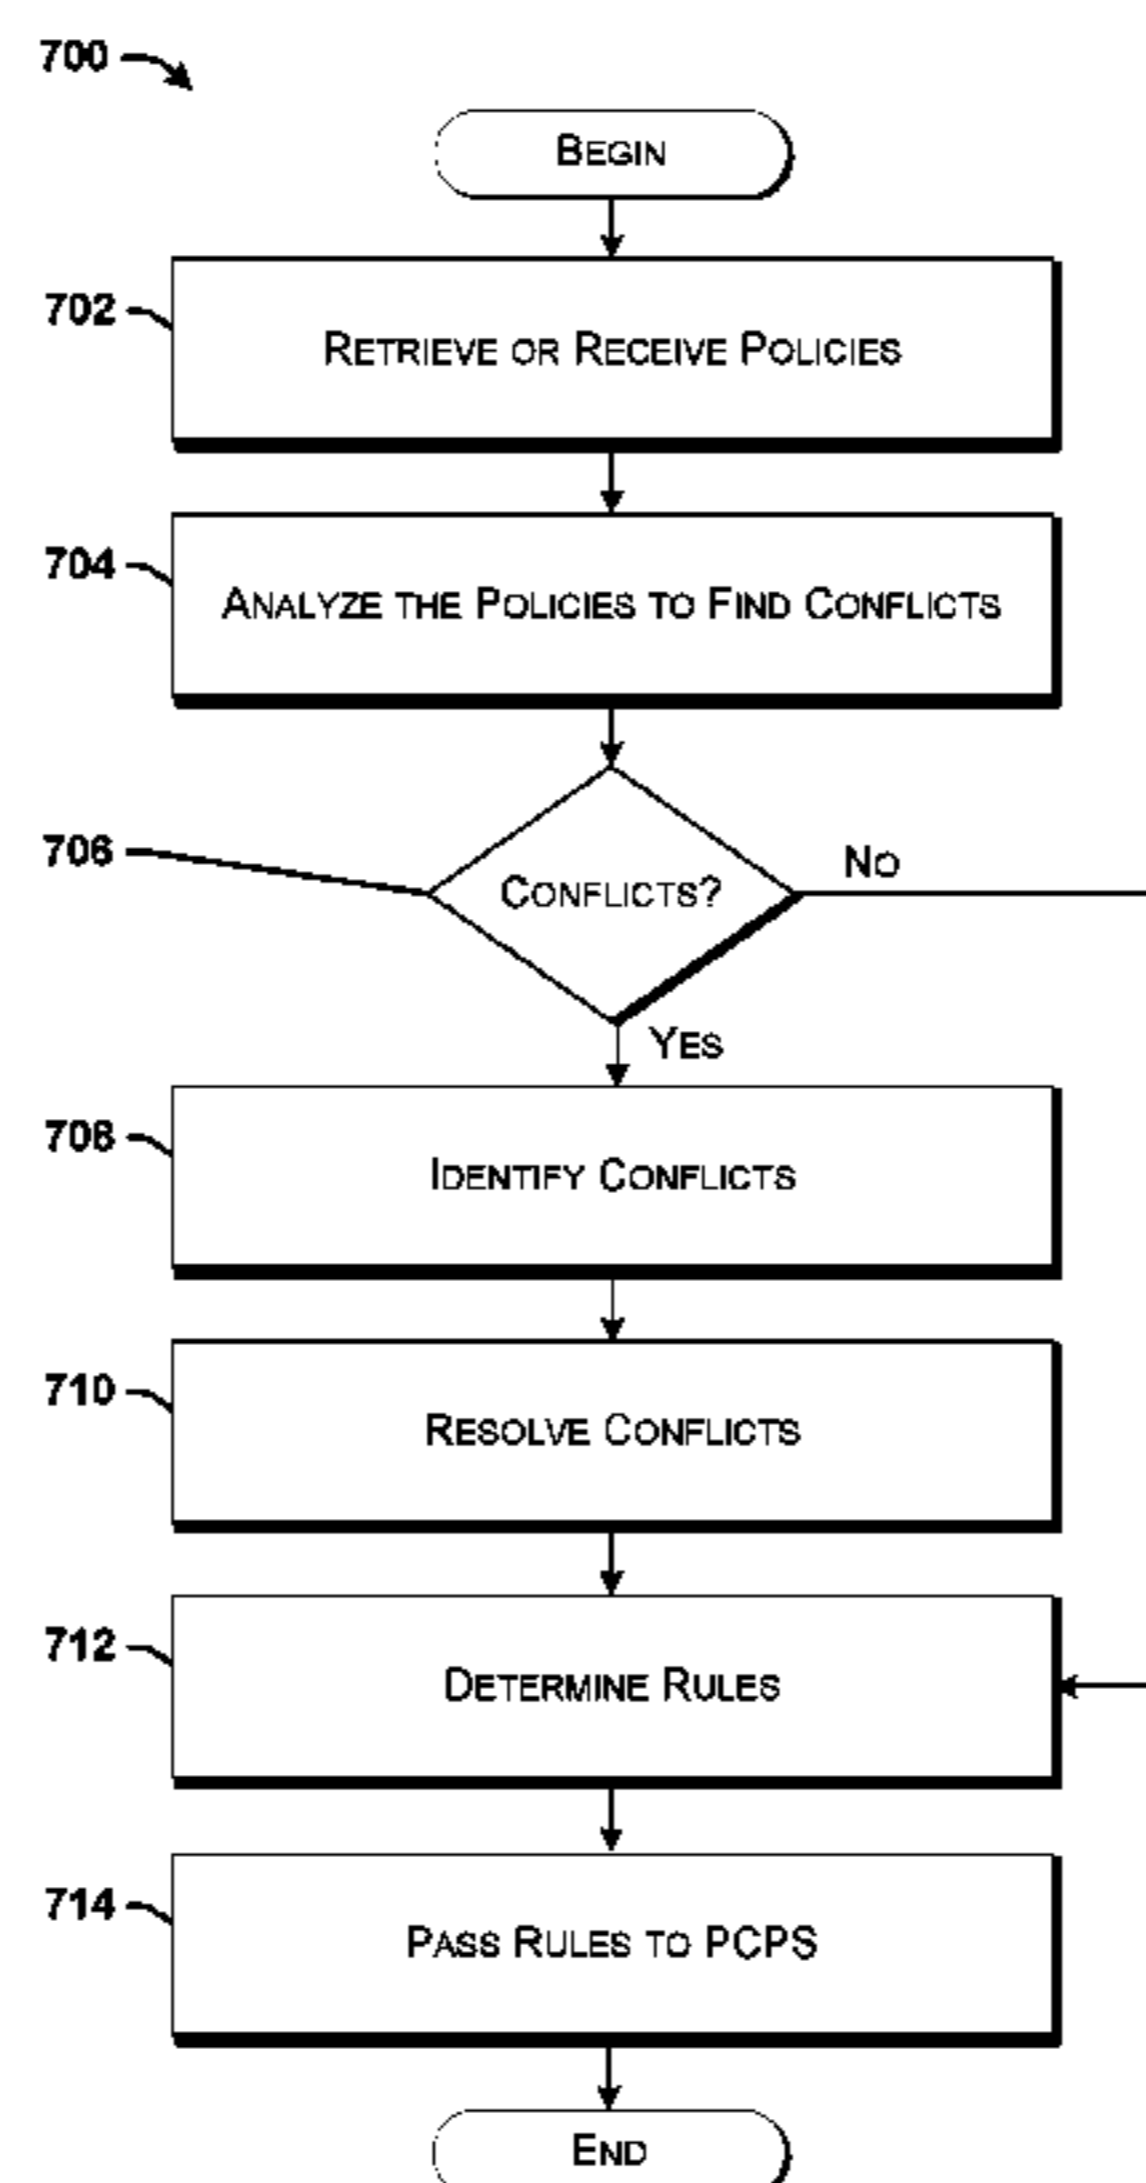 700
BEGIN
702
RETRIEVE OR RECEIVE POLICIES
704
ANALYZE THE POLICIES TO FIND CONFLICTS
706
CONFLICTS?
NO
YES
708
IDENTIFY CONFLICTS
710
RESOLVE CONFLICTS
712
DETERMINE RULES
714
PASS RULES TO PCPS
END